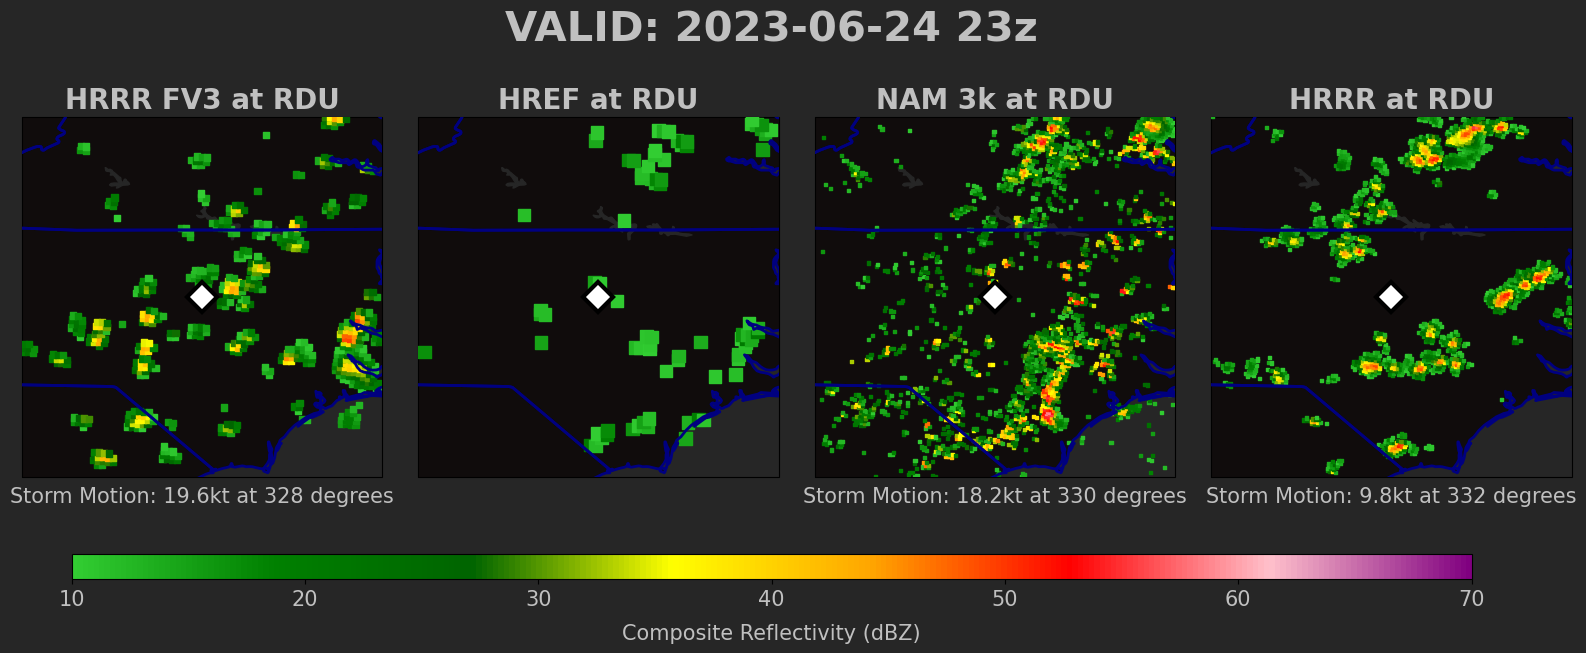 VALID: 2023-06-24 23z
HRRR FV3 at RDU
HREF at RDU
NAM 3k at RDU
HRRR at RDU
Storm Motion: 19.6kt at 328 degrees
Storm Motion: 18.2kt at 330 degrees
Storm Motion: 9.8kt at 332 degrees
10 20 30 40 50 60 70
Composite Reflectivity (dBZ)